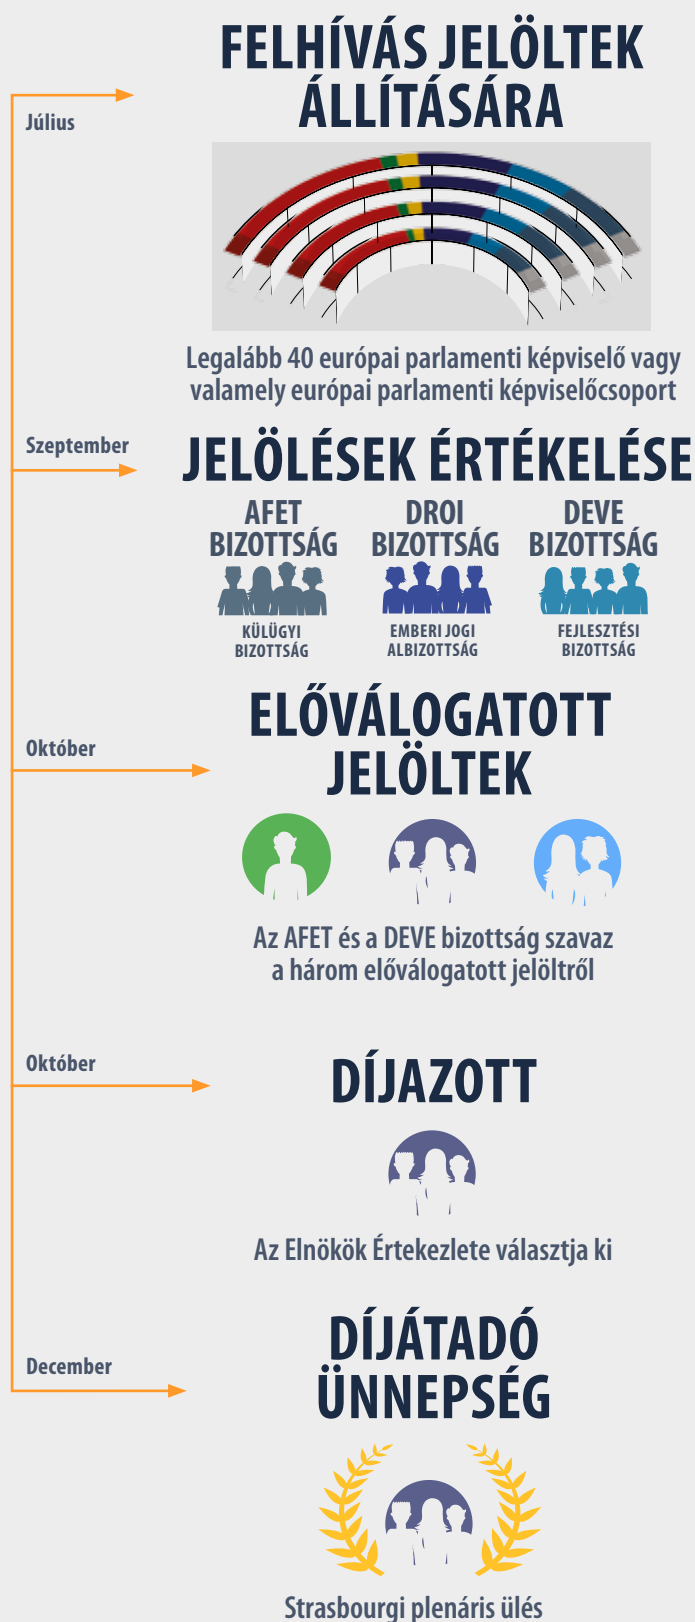 FELHÍVÁS JELÖLTEK
ÁLLÍTÁSÁRA
Július
Legalább 40 európai parlamenti képviselő vagy
valamely európai parlamenti képviselőcsoport
Szeptember
JELÖLÉSEK ÉRTÉKELÉSE
AFET
BIZOTTSÁG
KÜLÜGYI
BIZOTTSÁG
DROI
BIZOTTSÁG
EMBERI JOGI
ALBIZOTTSÁG
DEVE
BIZOTTSÁG
FEJLESZTÉSI
BIZOTTSÁG
Október
ELŐVÁLOGATOTT
JELÖLTEK
Az AFET és a DEVE bizottság szavaz
a három előválogatott jelöltről
Október
DÍJAZOTT
Az Elnökök Értekezlete választja ki
December
DÍJÁTADÓ
ÜNNEPSÉG
Strasbourgi plenáris ülés